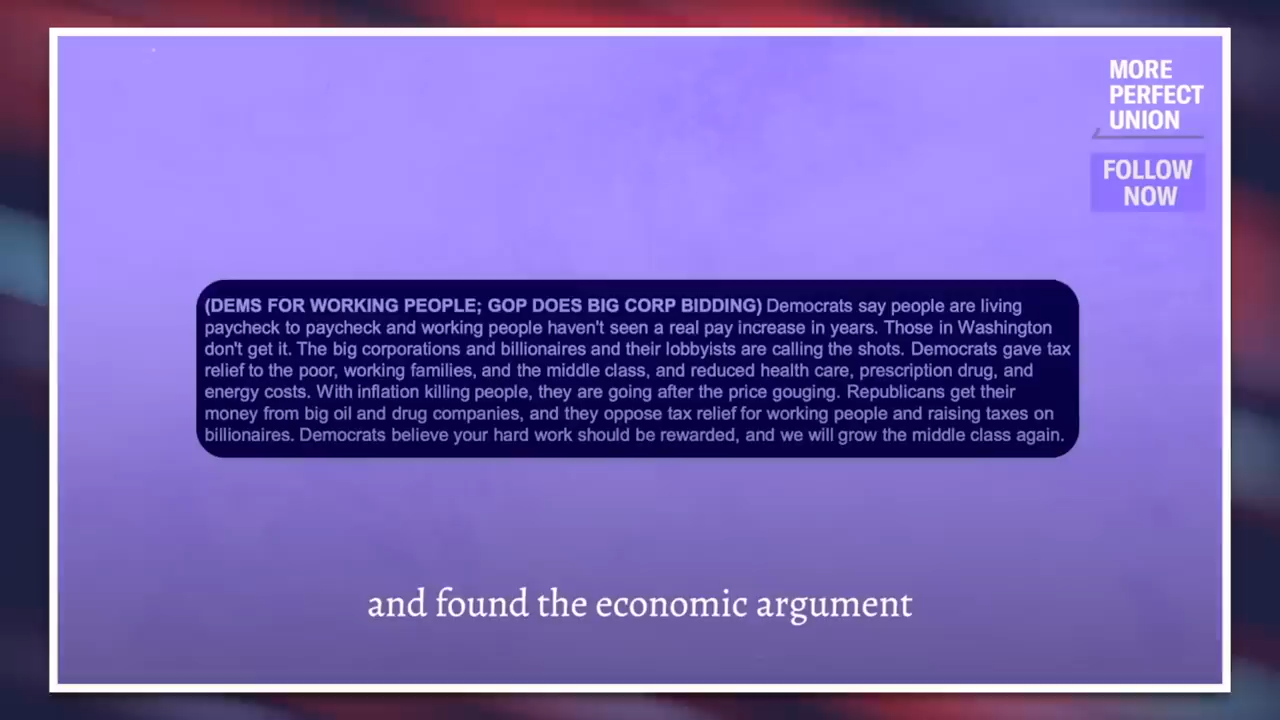 MORE
PERFECT
UNION
FOLLOW
NOW
(DEMS FOR WORKING PEOPLE; GOP DOES BIG CORP BIDDING) Democrats say people are living
paycheck to paycheck and working people haven't seen a real pay increase in years. Those in Washington
don't get it. The big corporations and billionaires and their lobbyists are calling the shots. Democrats gave tax
relief to the poor, working families, and the middle class, and reduced health care, prescription drug, and
energy costs. With inflation killing people, they are going after the price gouging. Republicans get their
money from big oil and drug companies, and they oppose tax relief for working people and raising taxes on
billionaires. Democrats believe your hard work should be rewarded, and we will grow the middle class again.
and found the economic argument